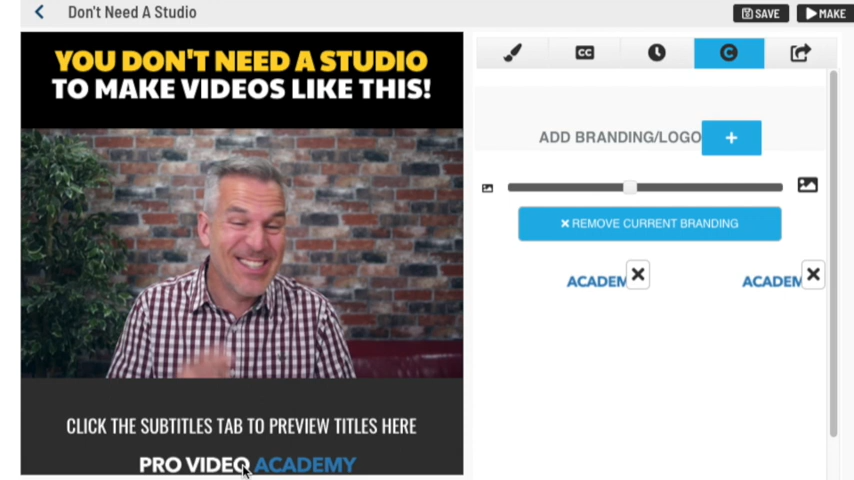 Don't Need A Studio
SAVE
MAKE
YOU DON'T NEED A STUDIO
TO MAKE VIDEOS LIKE THIS!
CC
C
ADD BRANDING/LOGO
+
REMOVE CURRENT BRANDING
ACADEM
ACADEM
CLICK THE SUBTITLES TAB TO PREVIEW TITLES HERE
PRO VIDEO ACADEMY